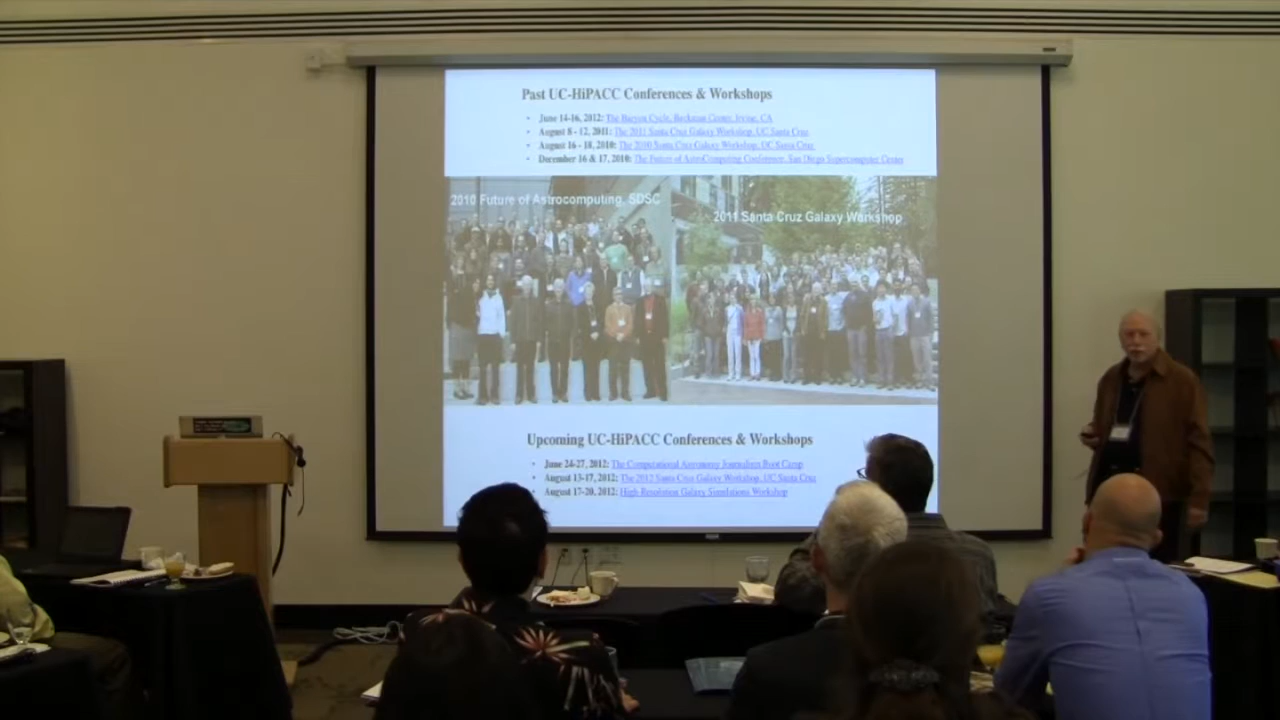 Past UC-HiPACC Conferences & Workshops
• June 14-16, 2012: The Baryon Cycle, Beckman Center, Irvine, CA
• August 8 - 12, 2011: The 2011 Santa Cruz Galaxy Workshop, UC Santa Cruz
• August 16 - 18, 2010: The 2010 Santa Cruz Galaxy Workshop, UC Santa Cruz
• December 16 & 17, 2010: The Future of AstroComputing Conference, San Diego Supercomputer Center
2010 Future of Astrocomputing, SDSC
2011 Santa Cruz Galaxy Workshop
Upcoming UC-HiPACC Conferences & Workshops
• June 24-27, 2012: The Computational Astronomy Journalism Boot Camp
• August 13-17, 2012: The 2012 Santa Cruz Galaxy Workshop, UC Santa Cruz
• August 17-20, 2012: High Resolution Galaxy Simulations Workshop